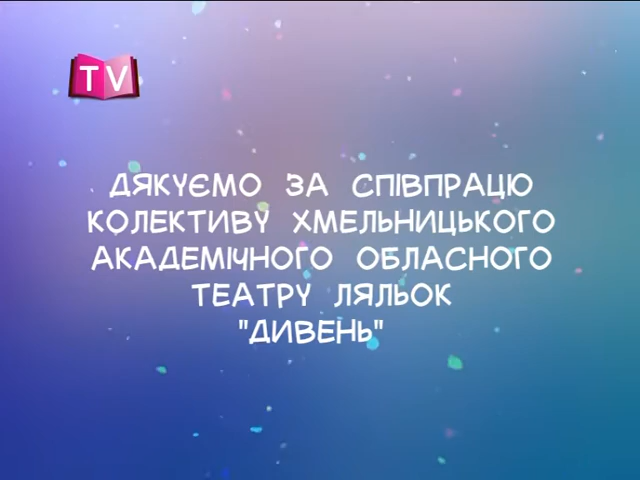 TV
ДЯКУЄМО ЗА СПІВПРАЦЮ
КОЛЕКТИВУ ХМЕЛЬНИЦЬКОГО
АКАДЕМІЧНОГО ОБЛАСНОГО
ТЕАТРУ ЛЯЛЬОК
"ДИВЕНЬ"